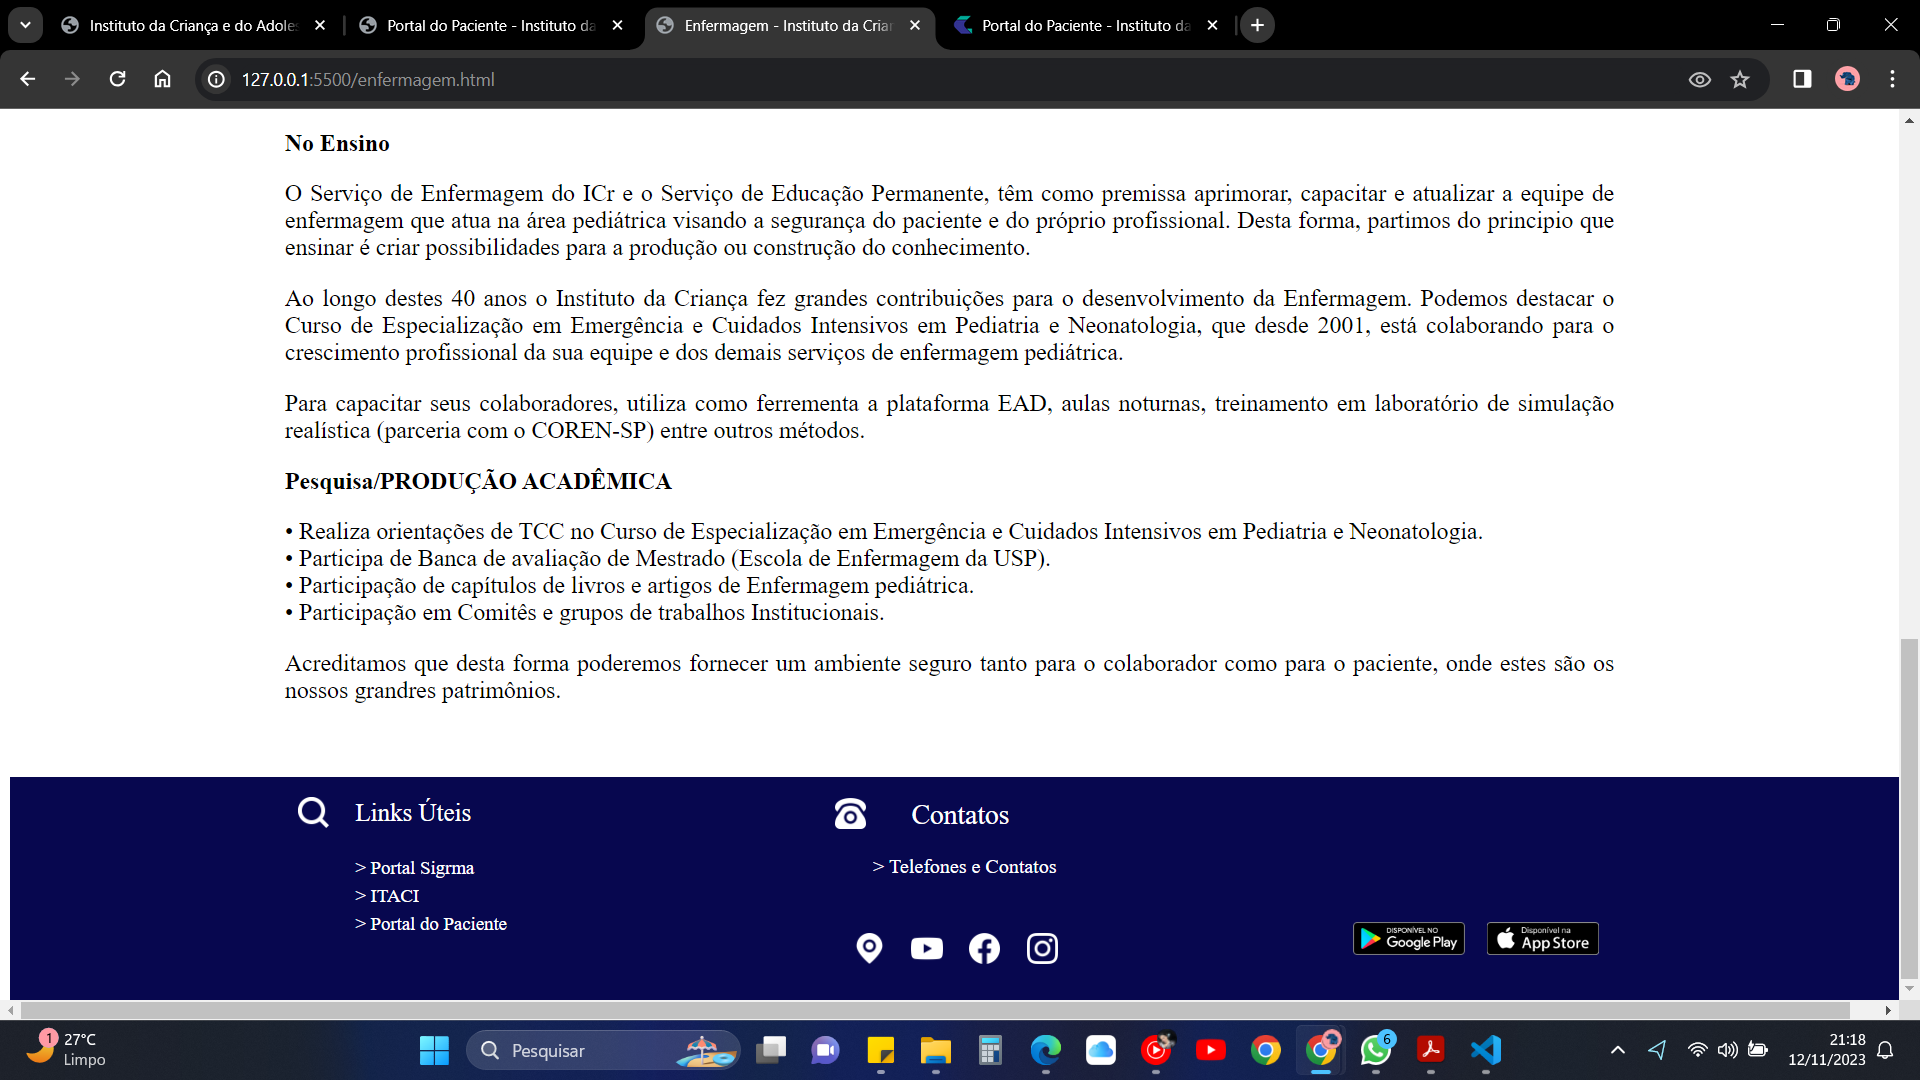 Instituto da Criança e do Adoles
Portal do Paciente - Instituto da
Enfermagem - Instituto da Crian
Portal do Paciente - Instituto da
127.0.0.1:5500/enfermagem.html
No Ensino
O Serviço de Enfermagem do ICr e o Serviço de Educação Permanente, têm como premissa aprimorar, capacitar e atualizar a equipe de
enfermagem que atua na área pediátrica visando a segurança do paciente e do próprio profissional. Desta forma, partimos do principio que
ensinar é criar possibilidades para a produção ou construção do conhecimento.
Ao longo destes 40 anos o Instituto da Criança fez grandes contribuições para o desenvolvimento da Enfermagem. Podemos destacar o
Curso de Especialização em Emergência e Cuidados Intensivos em Pediatria e Neonatologia, que desde 2001, está colaborando para o
crescimento profissional da sua equipe e dos demais serviços de enfermagem pediátrica.
Para capacitar seus colaboradores, utiliza como ferrementa a plataforma EAD, aulas noturnas, treinamento em laboratório de simulação
realística (parceria com o COREN-SP) entre outros métodos.
Pesquisa/PRODUÇÃO ACADÊMICA
• Realiza orientações de TCC no Curso de Especialização em Emergência e Cuidados Intensivos em Pediatria e Neonatologia.
• Participa de Banca de avaliação de Mestrado (Escola de Enfermagem da USP).
• Participação de capítulos de livros e artigos de Enfermagem pediátrica.
• Participação em Comitês e grupos de trabalhos Institucionais.
Acreditamos que desta forma poderemos fornecer um ambiente seguro tanto para o colaborador como para o paciente, onde estes são os
nossos grandres patrimônios.
Links Úteis
> Portal Sigrma
> ITACI
> Portal do Paciente
Contatos
> Telefones e Contatos
DISPONÍVEL NO
Google Play
Disponível na
App Store
1
27°C
Limpo
Pesquisar
6
21:18
12/11/2023